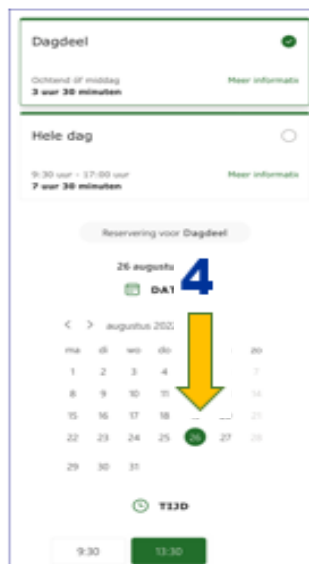 Dagdeel
Ochtend óf middag
Meer informatie
3 uur 30 minuten
Hele dag
9:30 uur - 17:00 uur
Meer informatie
7 uur 30 minuten
Reservering voor Dagdeel
26 augustu
4
DAT
< > augustus 202
ma di wo do zo
1 2 3 4 7
8 9 10 11 14
15 16 17 18 21
22 23 24 25 26 27 28
29 30 31
TIJD
9:30 13:30